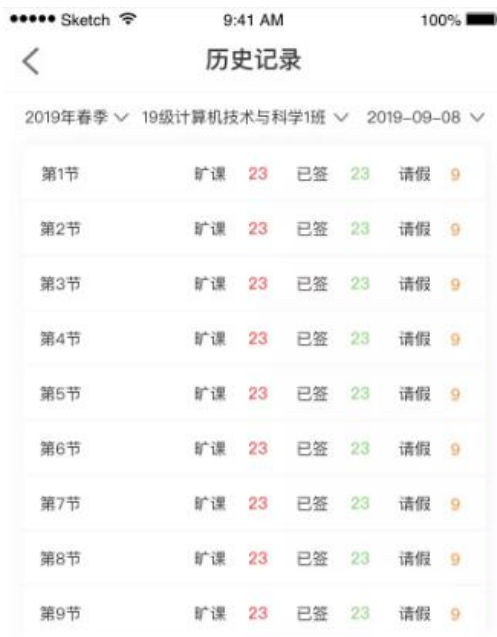 Sketch 9:41 AM 100%
历史记录
2019年春季 19级计算机技术与科学1班 2019-09-08
第1节 旷课 23 已签 23 请假 9
第2节 旷课 23 已签 23 请假 9
第3节 旷课 23 已签 23 请假 9
第4节 旷课 23 已签 23 请假 9
第5节 旷课 23 已签 23 请假 9
第6节 旷课 23 已签 23 请假 9
第7节 旷课 23 已签 23 请假 9
第8节 旷课 23 已签 23 请假 9
第9节 旷课 23 已签 23 请假 9